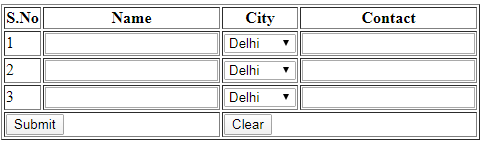 S.No Name City Contact
1 Delhi
2 Delhi
3 Delhi
Submit Clear